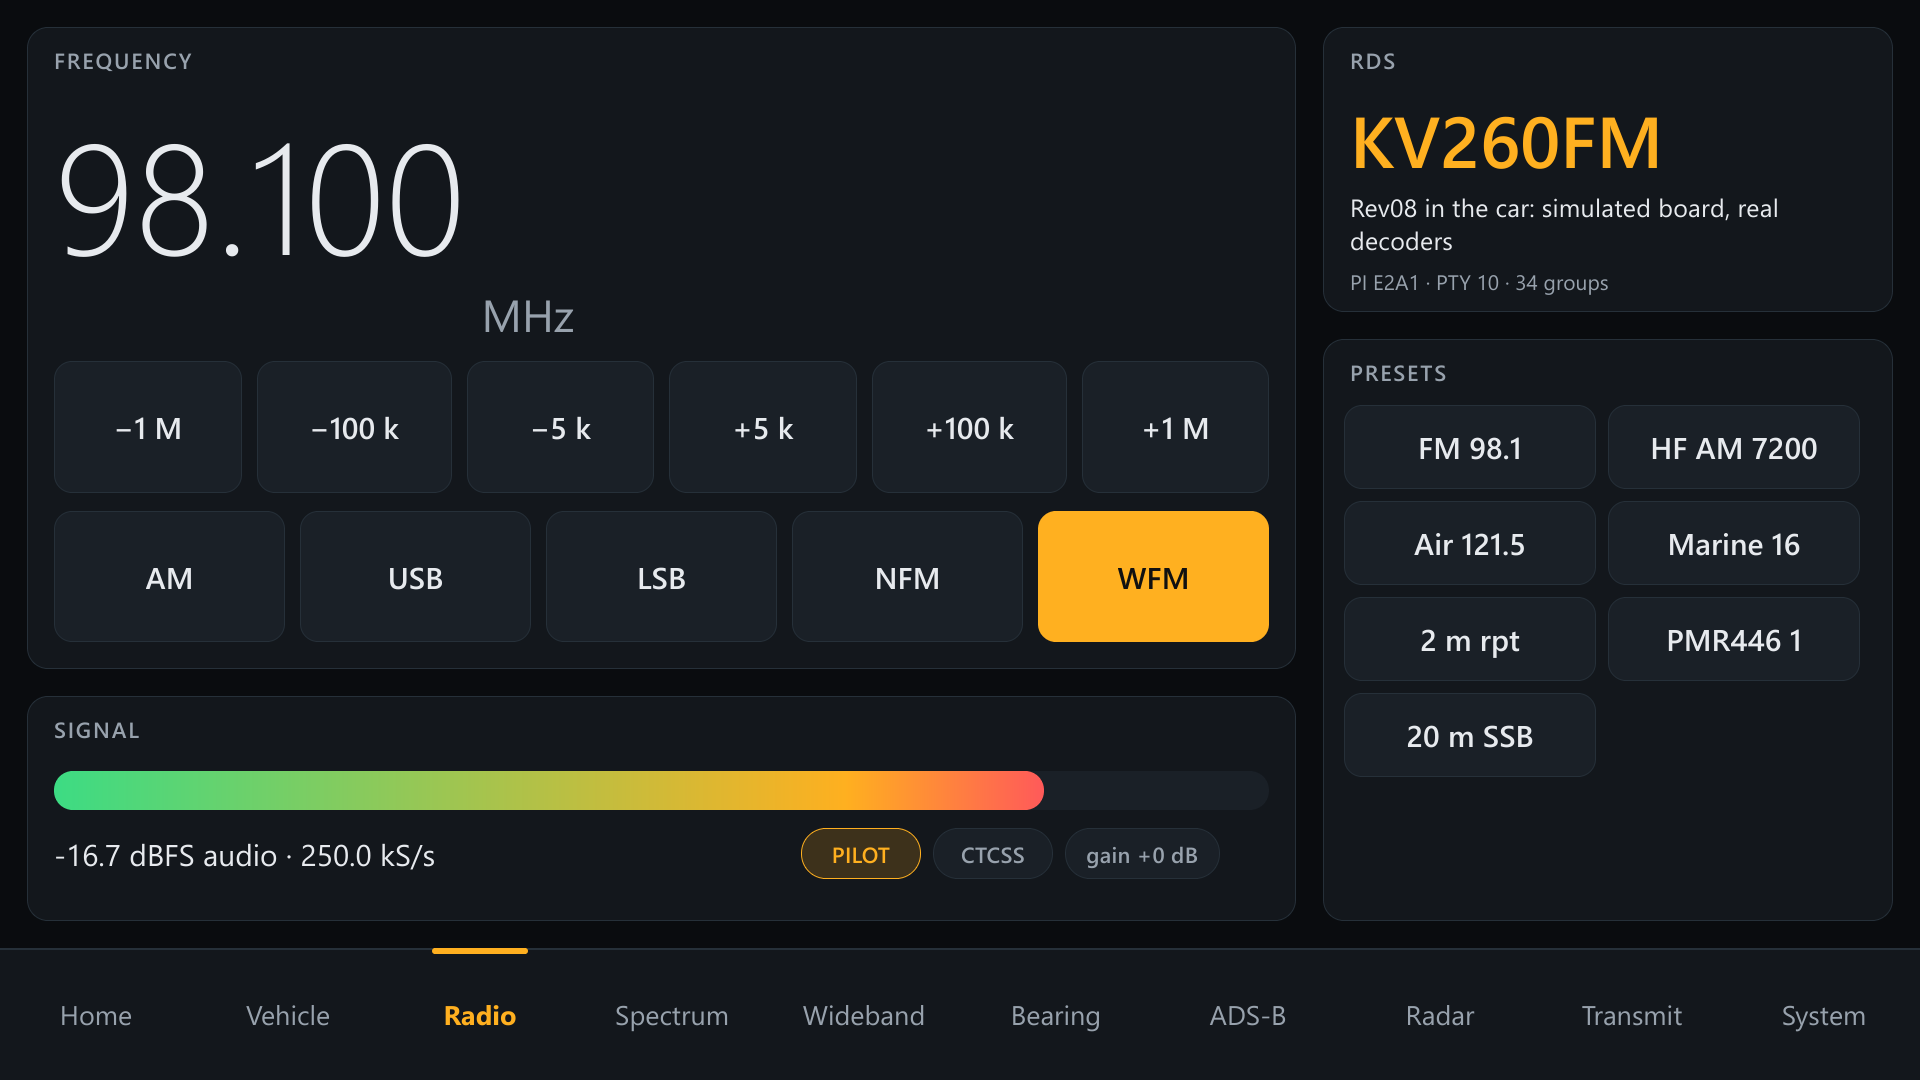 FREQUENCY
98.100
MHz
−1 M
−100 k
−5 k
+5 k
+100 k
+1 M
AM
USB
LSB
NFM
WFM
SIGNAL
-16.7 dBFS audio · 250.0 kS/s
PILOT
CTCSS
gain +0 dB
RDS
KV260FM
Rev08 in the car: simulated board, real
decoders
PI E2A1 · PTY 10 · 34 groups
PRESETS
FM 98.1
HF AM 7200
Air 121.5
Marine 16
2 m rpt
PMR446 1
20 m SSB
Home
Vehicle
Radio
Spectrum
Wideband
Bearing
ADS-B
Radar
Transmit
System